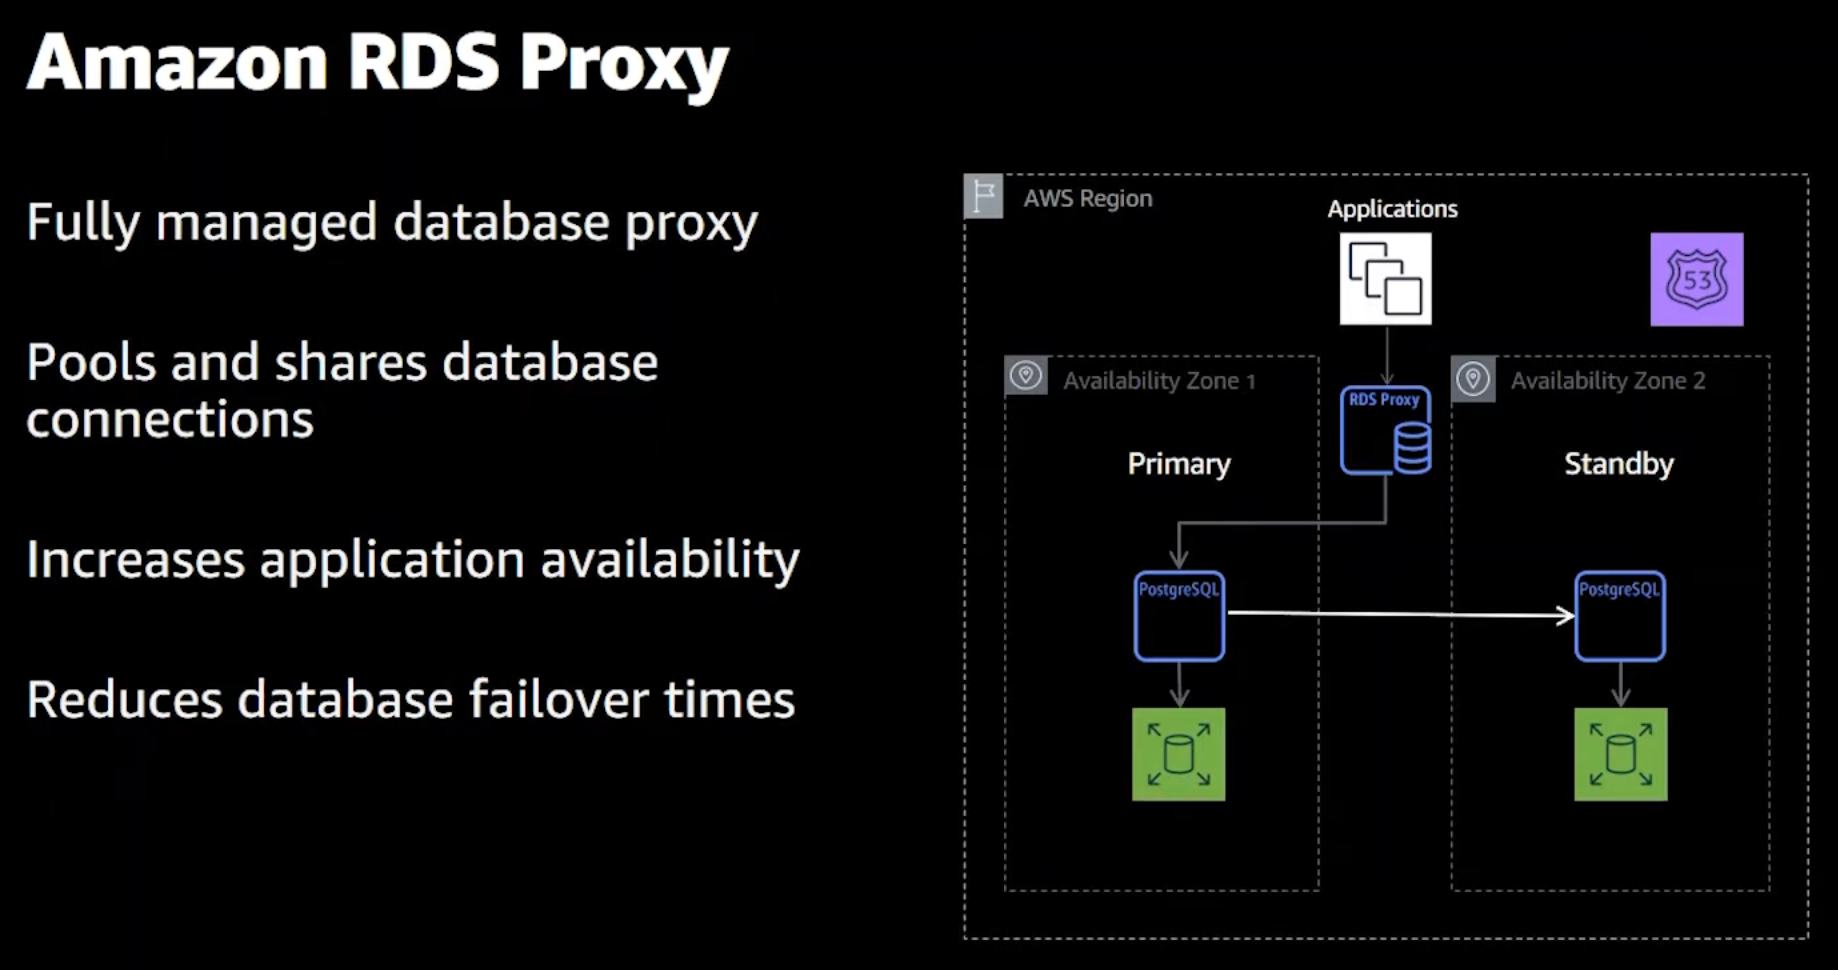 Amazon RDS Proxy
Fully managed database proxy
Pools and shares database
connections
Increases application availability
Reduces database failover times
AWS Region
Applications
53
Availability Zone 1
RDS Proxy
Availability Zone 2
Primary
Standby
PostgreSQL
PostgreSQL